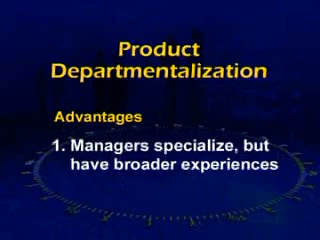 Product
Departmentalization
Advantages
1. Managers specialize, but
have broader experiences